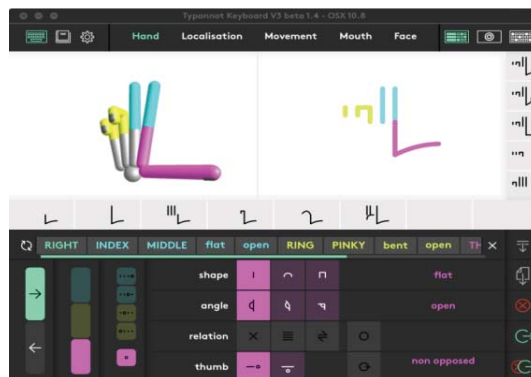 Typannot Keyboard V3 beta 1.4 - OSX 10.8
Hand Localisation Movement Mouth Face
RIGHT INDEX MIDDLE flat open RING PINKY bent open TH
shape flat
angle open
relation
thumb non opposed